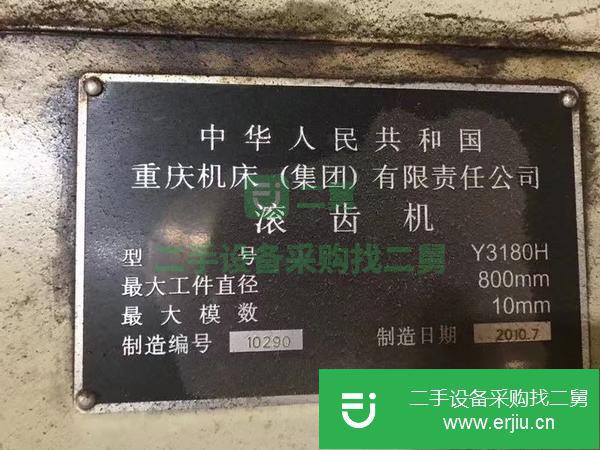 中华人民共和国
重庆机床(集团)有限责任公司
二舅
滚齿机
型号 Y3180H
二手设备采购找二舅
最大工件直径 800mm
最大模数 10mm
制造编号 10290 制造日期 2010.7
二手设备采购找二舅
www.erjiu.cn